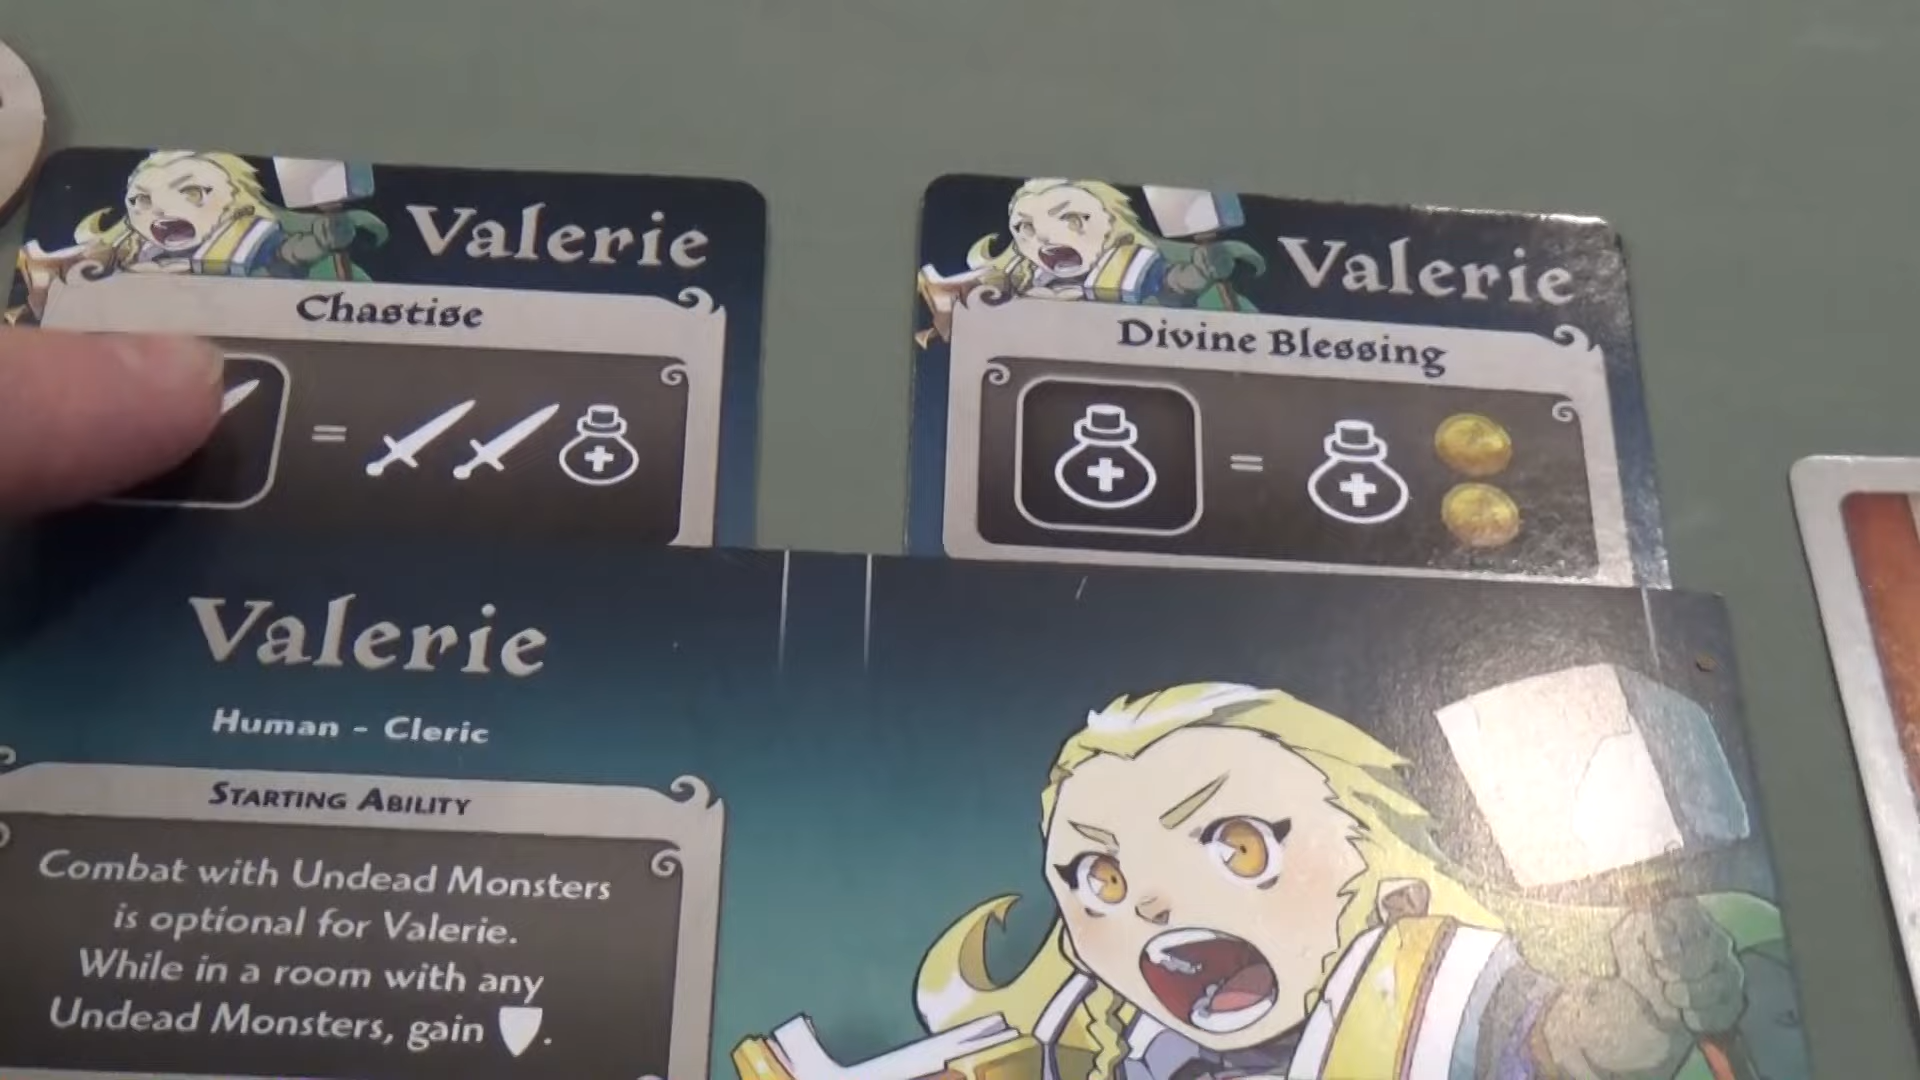 Valerie
Chastise
=
Valerie
Divine Blessing
=
Valerie
Human - Cleric
STARTING ABILITY
Combat with Undead Monsters
is optional for Valerie.
While in a room with any
Undead Monsters, gain .